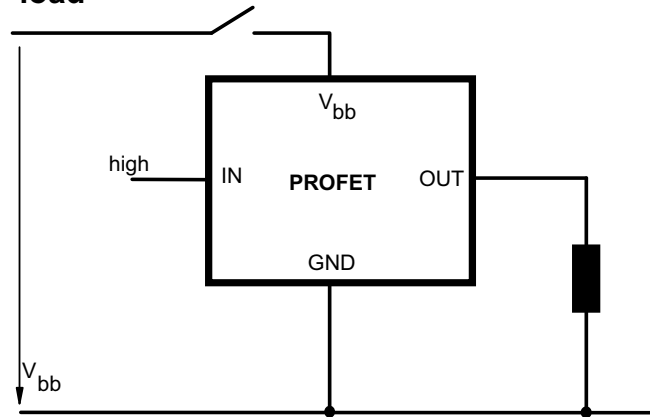 load
V bb
high
IN
PROFET
OUT
GND
V bb